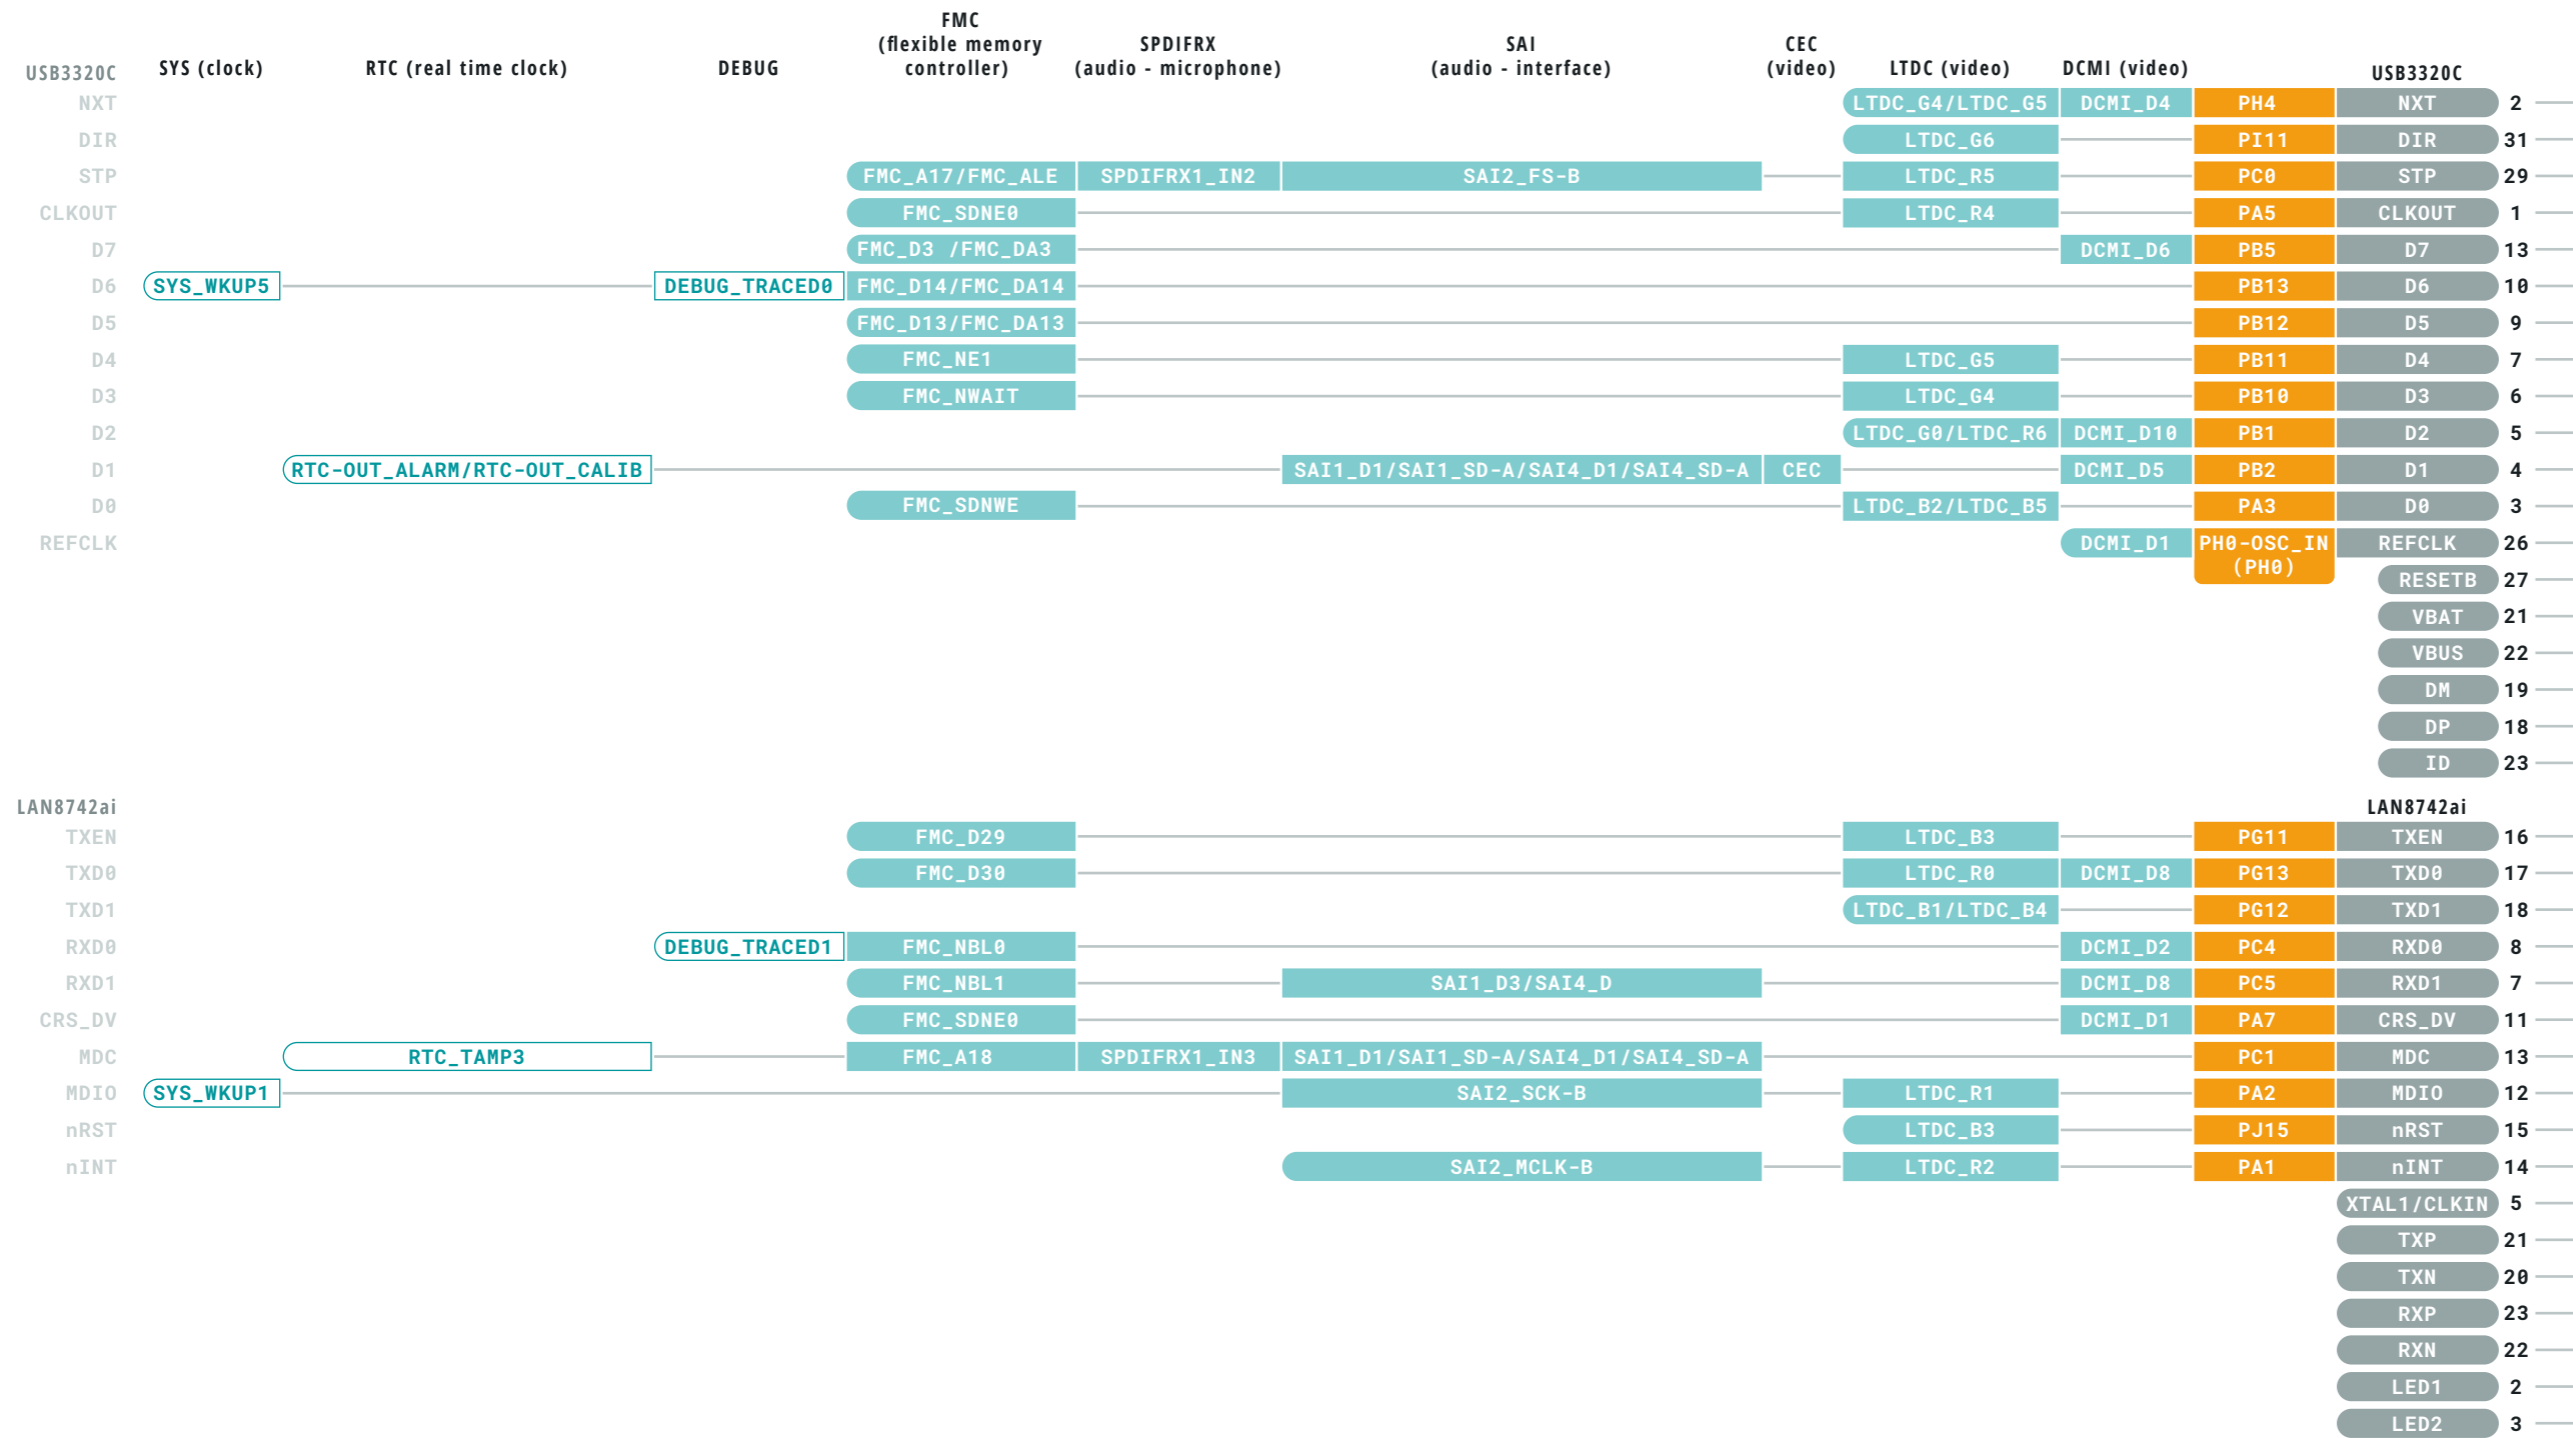 USB3320C SYS (clock) RTC (real time clock) DEBUG FMC (flexible memory controller) SPDIFRX (audio - microphone) SAI (audio - interface) CEC (video) LTDC (video) DCMI (video) USB3320C
NXT LTDC_G4/LTDC_G5 DCMI_D4 PH4 NXT 2
DIR LTDC_G6 PI11 DIR 31
STP FMC_A17/FMC_ALE SPDIFRX1_IN2 SAI2_FS-B LTDC_R5 PC0 STP 29
CLKOUT FMC_SDNE0 LTDC_R4 PA5 CLKOUT 1
D7 FMC_D3 /FMC_DA3 DCMI_D6 PB5 D7 13
D6 SYS_WKUP5 DEBUG_TRACED0 FMC_D14/FMC_DA14 PB13 D6 10
D5 FMC_D13/FMC_DA13 PB12 D5 9
D4 FMC_NE1 LTDC_G5 PB11 D4 7
D3 FMC_NWAIT LTDC_G4 PB10 D3 6
D2 LTDC_G0/LTDC_R6 DCMI_D10 PB1 D2 5
D1 RTC-OUT_ALARM/RTC-OUT_CALIB SAI1_D1/SAI1_SD-A/SAI4_D1/SAI4_SD-A CEC DCMI_D5 PB2 D1 4
D0 FMC_SDNWE LTDC_B2/LTDC_B5 PA3 D0 3
REFCLK DCMI_D1 PH0-OSC_IN (PH0) REFCLK 26
RESETB 27
VBAT 21
VBUS 22
DM 19
DP 18
ID 23
LAN8742ai LAN8742ai
TXEN FMC_D29 LTDC_B3 PG11 TXEN 16
TXD0 FMC_D30 LTDC_R0 DCMI_D8 PG13 TXD0 17
TXD1 LTDC_B1/LTDC_B4 PG12 TXD1 18
RXD0 DEBUG_TRACED1 FMC_NBL0 DCMI_D2 PC4 RXD0 8
RXD1 FMC_NBL1 SAI1_D3/SAI4_D DCMI_D8 PC5 RXD1 7
CRS_DV FMC_SDNE0 DCMI_D1 PA7 CRS_DV 11
MDC RTC_TAMP3 FMC_A18 SPDIFRX1_IN3 SAI1_D1/SAI1_SD-A/SAI4_D1/SAI4_SD-A PC1 MDC 13
MDIO SYS_WKUP1 SAI2_SCK-B LTDC_R1 PA2 MDIO 12
nRST LTDC_B3 PJ15 nRST 15
nINT SAI2_MCLK-B LTDC_R2 PA1 nINT 14
XTAL1/CLKIN 5
TXP 21
TXN 20
RXP 23
RXN 22
LED1 2
LED2 3